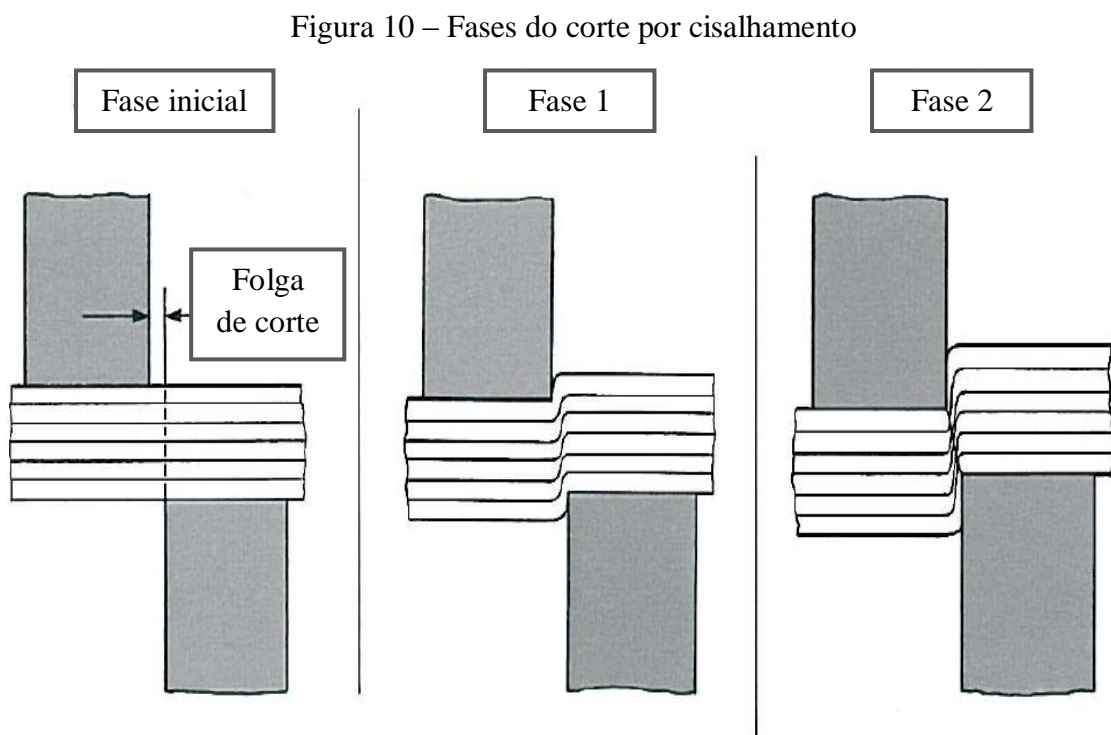 Figura 10 – Fases do corte por cisalhamento
Fase inicial
Fase 1
Fase 2
Folga
de corte